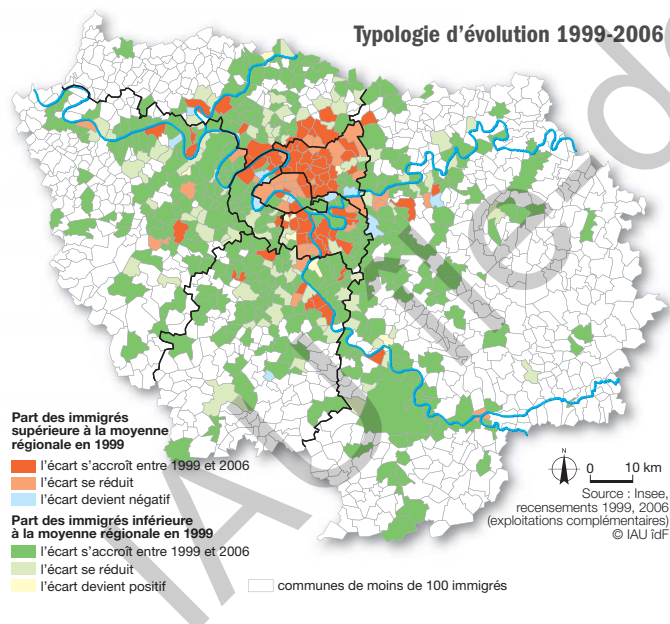 Typologie d'évolution 1999-2006
Part des immigrés
supérieure à la moyenne
régionale en 1999
l'écart s'accroît entre 1999 et 2006
l'écart se réduit
l'écart devient négatif
Part des immigrés inférieure
à la moyenne régionale en 1999
l'écart s'accroît entre 1999 et 2006
l'écart se réduit
l'écart devient positif
communes de moins de 100 immigrés
N
0 10 km
Source : Insee,
recensements 1999, 2006
(exploitations complémentaires)
© IAU îdF
IAU îie-d